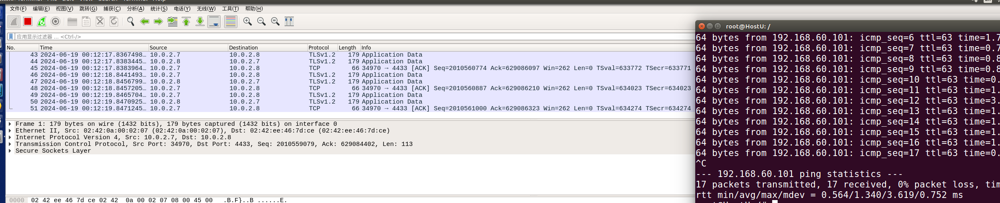 文件(F) 编辑(E) 视图(V) 跳转(G) 捕获(C) 分析(A) 统计(S) 电话(Y) 无线(W) 工具(T) 帮助(H)
应用显示过滤器 … <Ctrl-/>
No. Time Source Destination Protocol Length Info
43 2024-06-19 00:12:17.8367498… 10.0.2.7 10.0.2.8 TLSv1.2 179 Application Data
44 2024-06-19 00:12:17.8383445… 10.0.2.8 10.0.2.7 TLSv1.2 179 Application Data
45 2024-06-19 00:12:17.8383964… 10.0.2.7 10.0.2.8 TCP 66 34970 → 4433 [ACK] Seq=2010560774 Ack=629086097 Win=262 Len=0 TSval=633772 TSecr=633771
46 2024-06-19 00:12:18.8441493… 10.0.2.7 10.0.2.8 TLSv1.2 179 Application Data
47 2024-06-19 00:12:18.8456799… 10.0.2.8 10.0.2.7 TLSv1.2 179 Application Data
48 2024-06-19 00:12:18.8457205… 10.0.2.7 10.0.2.8 TCP 66 34970 → 4433 [ACK] Seq=2010560887 Ack=629086210 Win=262 Len=0 TSval=634023 TSecr=634023
49 2024-06-19 00:12:19.8465704… 10.0.2.7 10.0.2.8 TLSv1.2 179 Application Data
50 2024-06-19 00:12:19.8470925… 10.0.2.8 10.0.2.7 TLSv1.2 179 Application Data
51 2024-06-19 00:12:19.8471245… 10.0.2.7 10.0.2.8 TCP 66 34970 → 4433 [ACK] Seq=2010561000 Ack=629086323 Win=262 Len=0 TSval=634274 TSecr=634274
Frame 1: 179 bytes on wire (1432 bits), 179 bytes captured (1432 bits) on interface 0
Ethernet II, Src: 02:42:0a:00:02:07 (02:42:0a:00:02:07), Dst: 02:42:ee:46:7d:ce (02:42:ee:46:7d:ce)
Internet Protocol Version 4, Src: 10.0.2.7, Dst: 10.0.2.8
Transmission Control Protocol, Src Port: 34970, Dst Port: 4433, Seq: 2010559079, Ack: 629084402, Len: 113
Secure Sockets Layer
0000 02 42 ee 46 7d ce 02 42 0a 00 02 07 08 00 45 00 .B.F}..B ......E.
root@HostU: /
64 bytes from 192.168.60.101: icmp_seq=6 ttl=63 time=1.7
64 bytes from 192.168.60.101: icmp_seq=7 ttl=63 time=0.7
64 bytes from 192.168.60.101: icmp_seq=8 ttl=63 time=0.8
64 bytes from 192.168.60.101: icmp_seq=9 ttl=63 time=0.8
64 bytes from 192.168.60.101: icmp_seq=10 ttl=63 time=0.
64 bytes from 192.168.60.101: icmp_seq=11 ttl=63 time=1.
64 bytes from 192.168.60.101: icmp_seq=12 ttl=63 time=3.
64 bytes from 192.168.60.101: icmp_seq=13 ttl=63 time=1.
64 bytes from 192.168.60.101: icmp_seq=14 ttl=63 time=1.
64 bytes from 192.168.60.101: icmp_seq=15 ttl=63 time=1.
64 bytes from 192.168.60.101: icmp_seq=16 ttl=63 time=1.
64 bytes from 192.168.60.101: icmp_seq=17 ttl=63 time=0.
^C
--- 192.168.60.101 ping statistics ---
17 packets transmitted, 17 received, 0% packet loss, tim
rtt min/avg/max/mdev = 0.564/1.340/3.619/0.752 ms